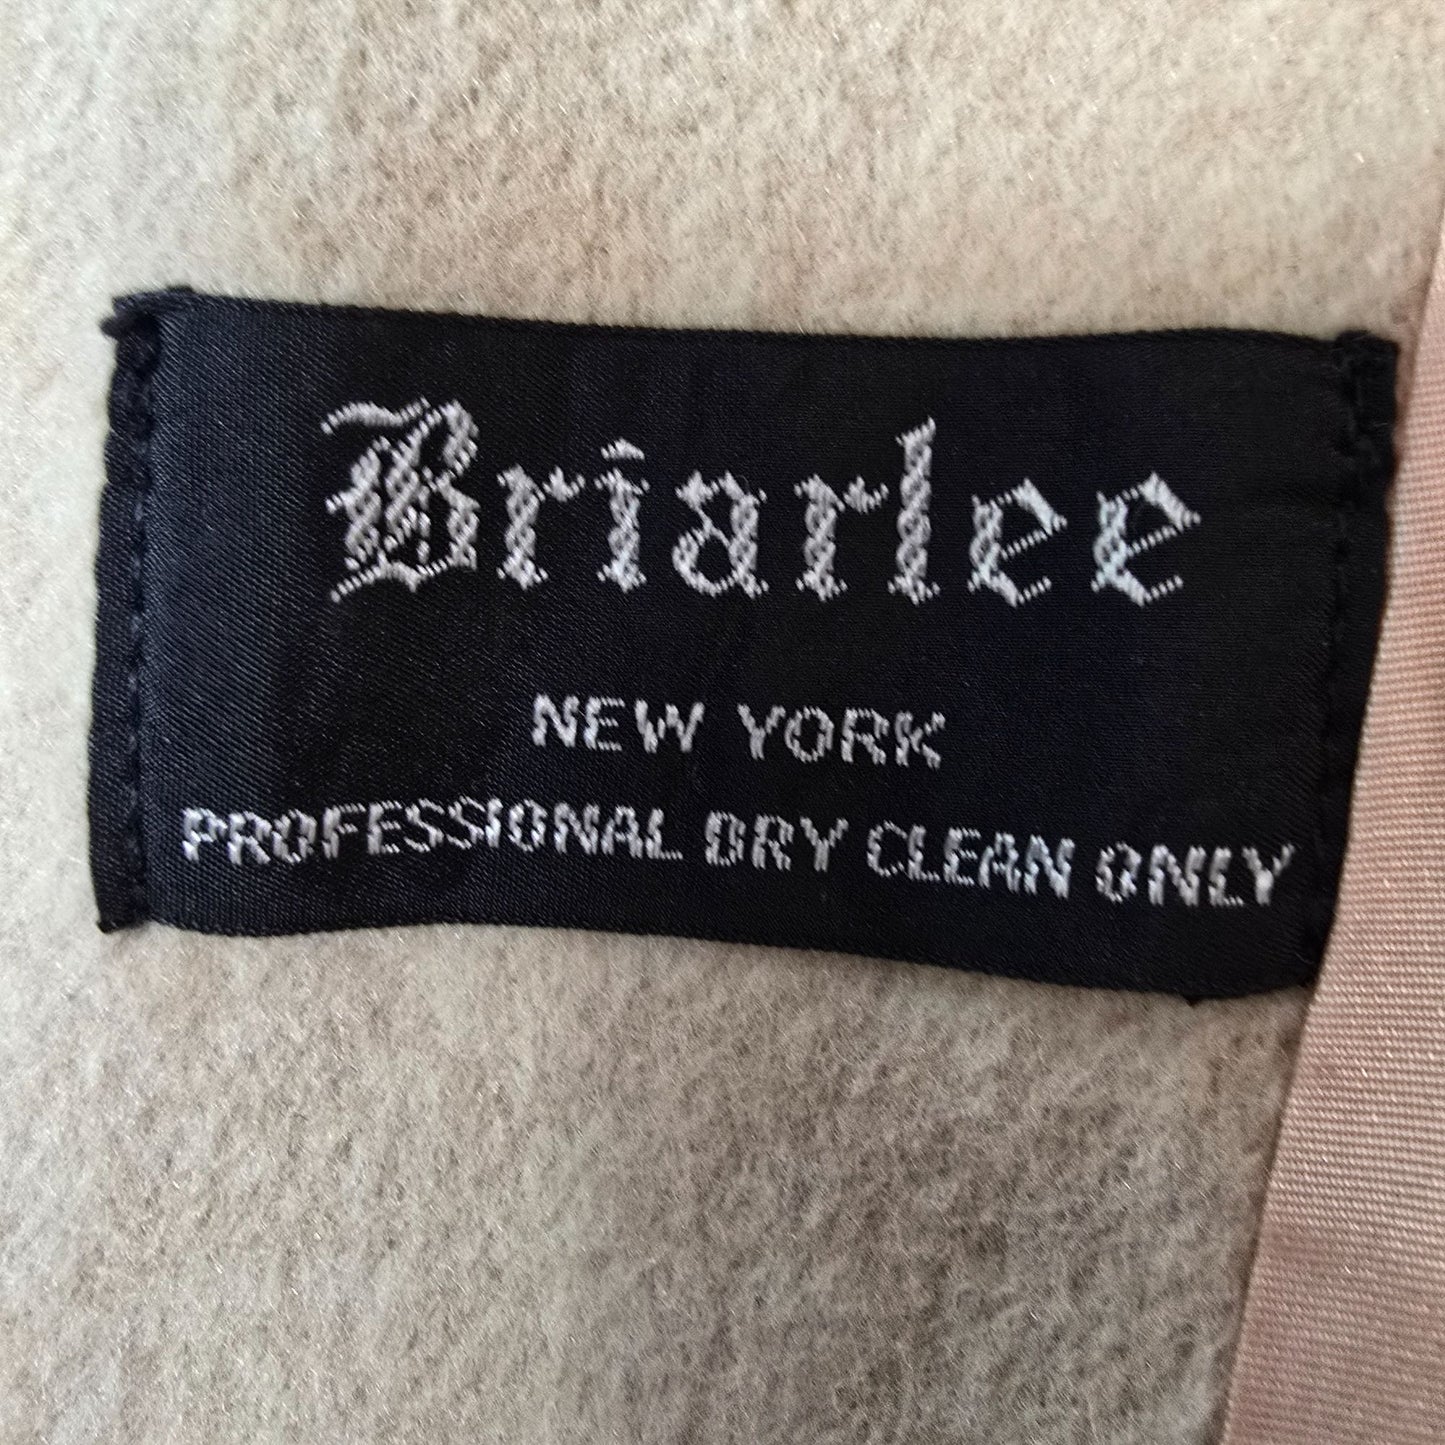 Briarlee
NEW YORK
PROFESSIONAL DRY CLEAN ONLY